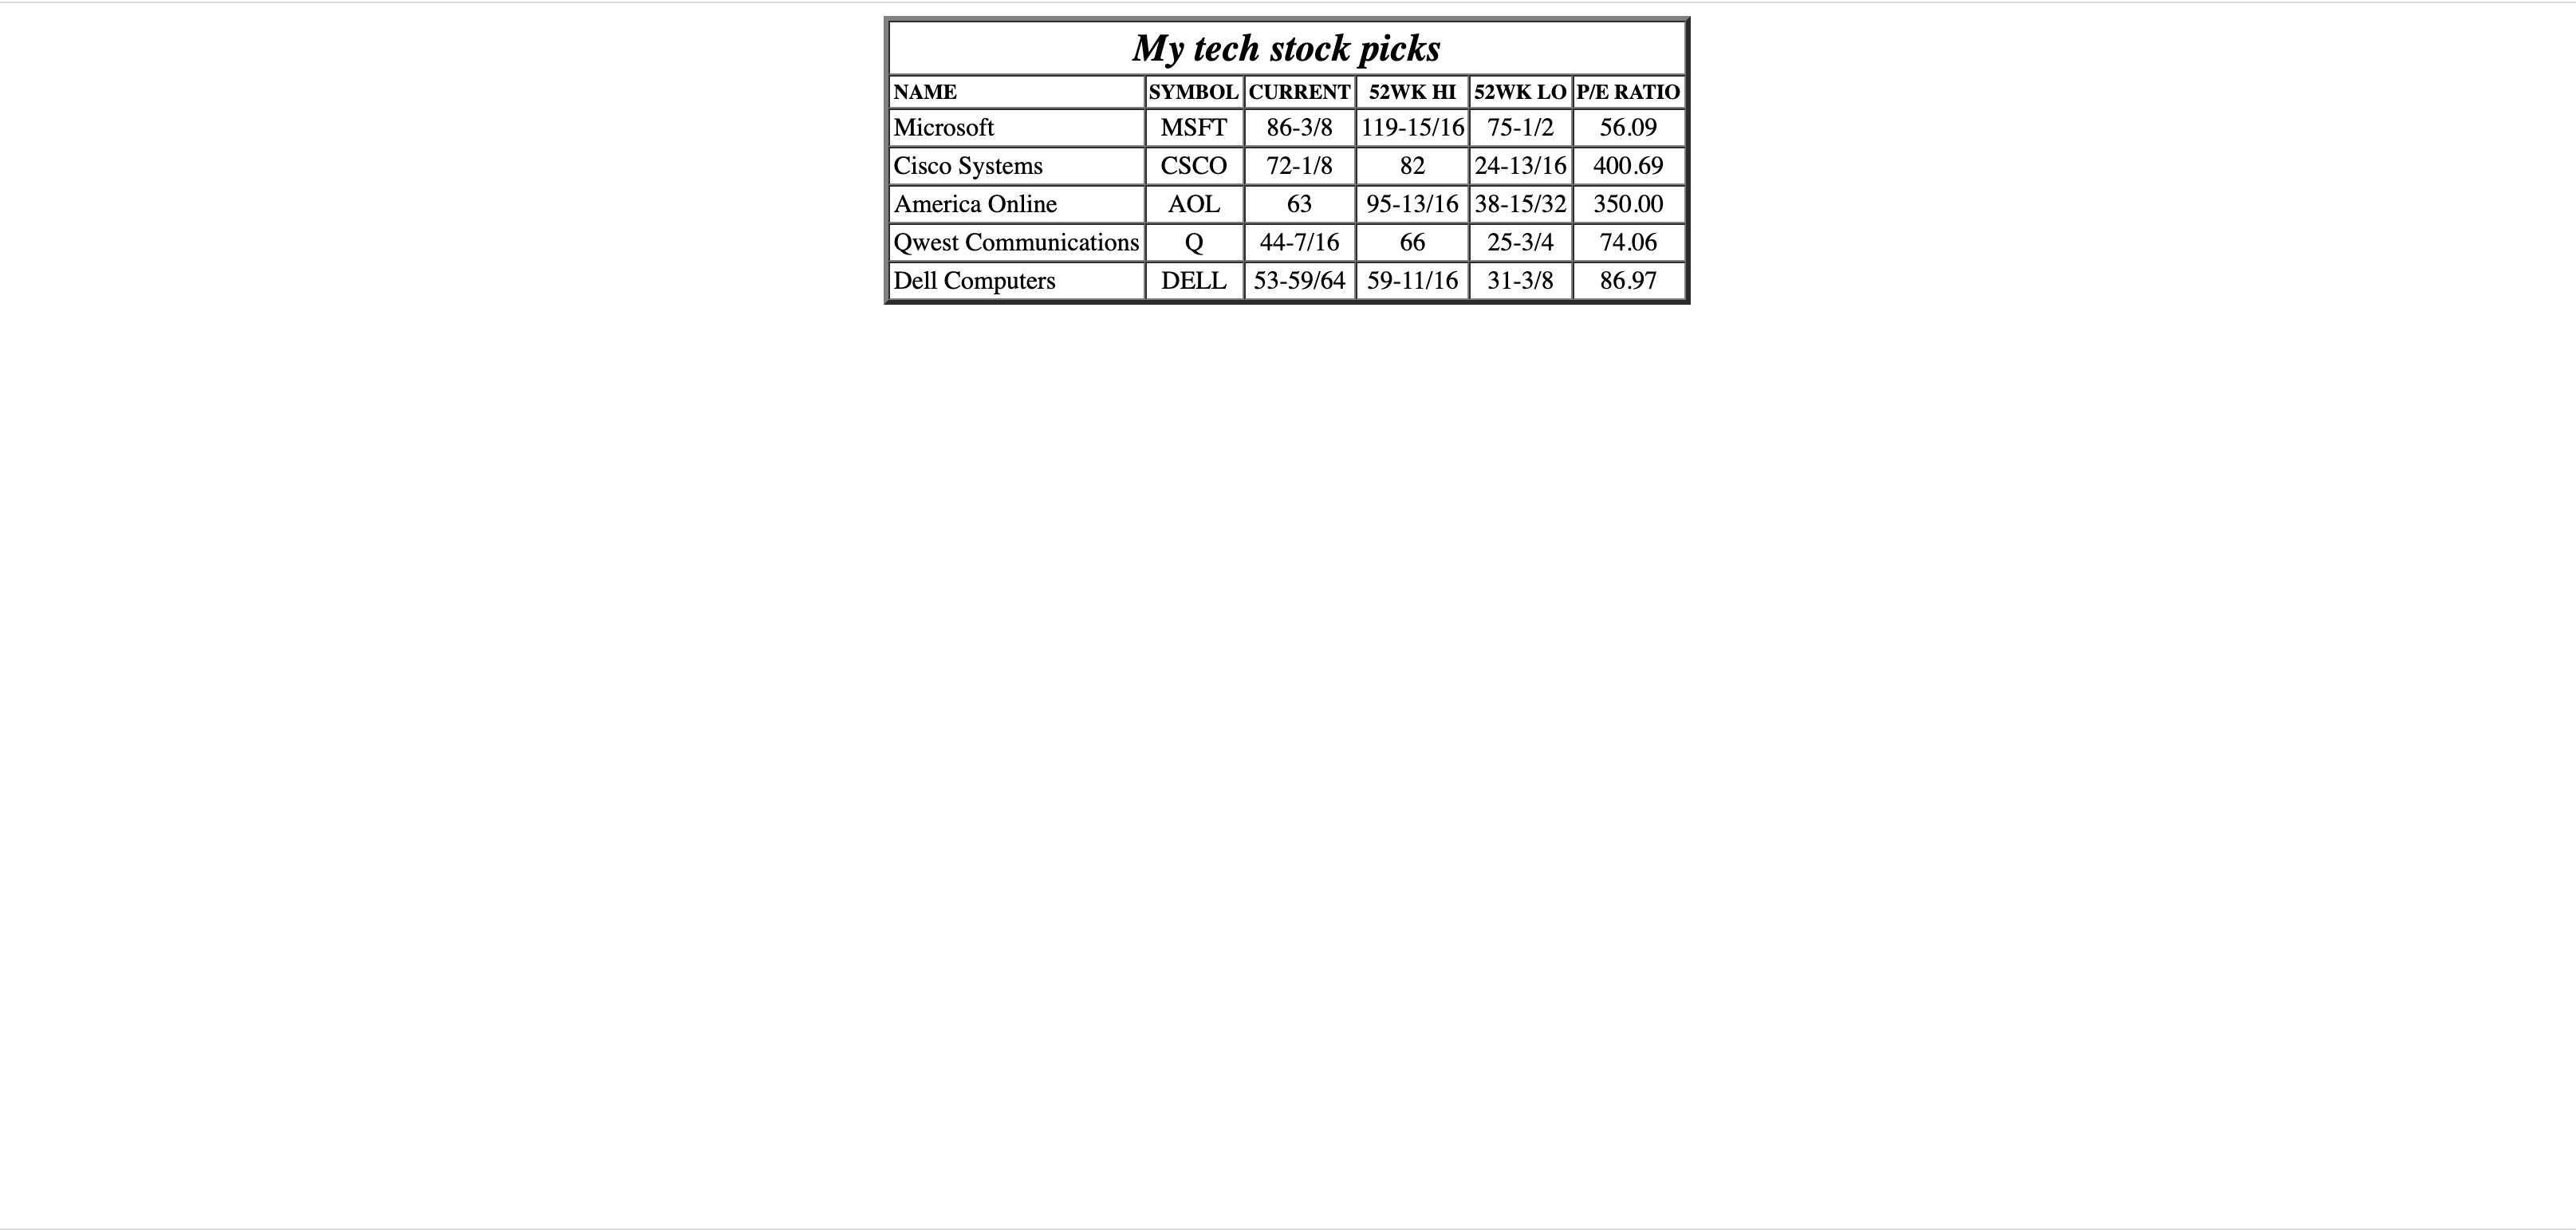 My tech stock picks
NAME SYMBOL CURRENT 52WK HI 52WK LO P/E RATIO
Microsoft MSFT 86-3/8 119-15/16 75-1/2 56.09
Cisco Systems CSCO 72-1/8 82 24-13/16 400.69
America Online AOL 63 95-13/16 38-15/32 350.00
Qwest Communications Q 44-7/16 66 25-3/4 74.06
Dell Computers DELL 53-59/64 59-11/16 31-3/8 86.97